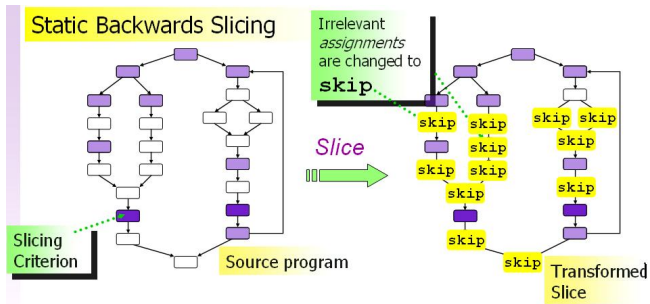 Static Backwards Slicing
Irrelevant
assignments
are changed to
skip
skip
skip
skip
skip
skip
skip
skip
skip
Slice
skip
skip
skip
skip
skip
Slicing
Criterion
Source program
Transformed
Slice